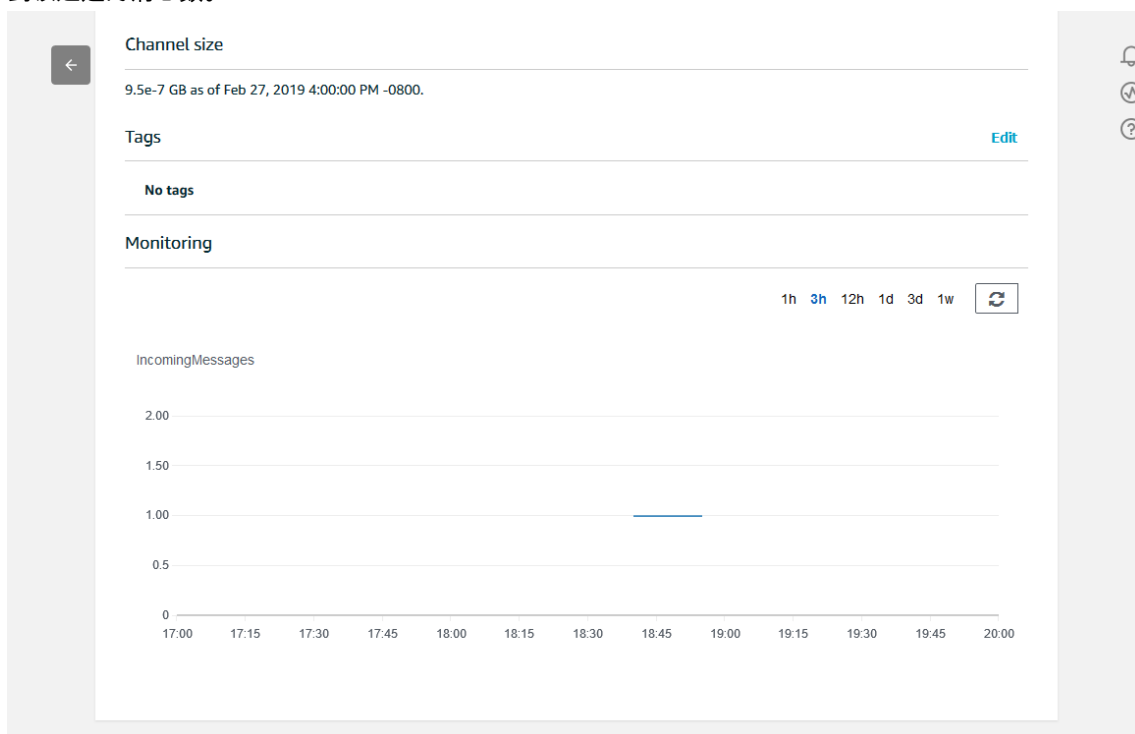 Channel size
9.5e-7 GB as of Feb 27, 2019 4:00:00 PM -0800.
Tags Edit
No tags
Monitoring
1h 3h 12h 1d 3d 1w
IncomingMessages
2.00
1.50
1.00
0.5
0
17:00 17:15 17:30 17:45 18:00 18:15 18:30 18:45 19:00 19:15 19:30 19:45 20:00